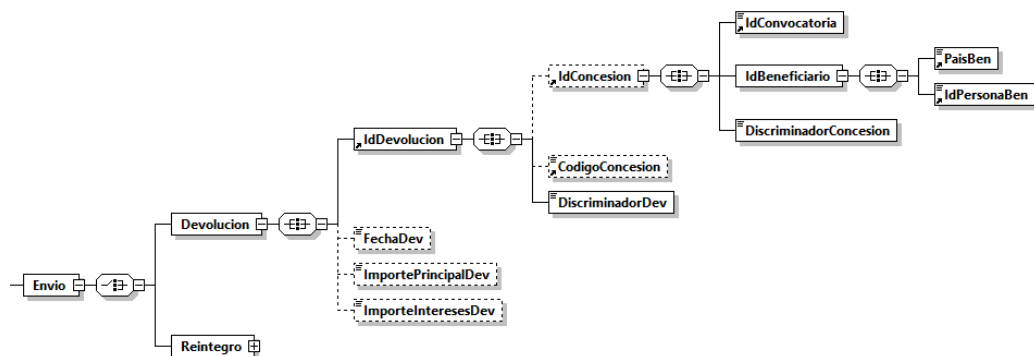 IdConvocatoria
PaisBen
IdConcesion
IdBeneficiario
IdPersonaBen
DiscriminadorConcesion
IdDevolucion
CodigoConcesion
DiscriminadorDev
Devolucion
FechaDev
ImportePrincipalDev
Envio
ImporteInteresesDev
Reintegro